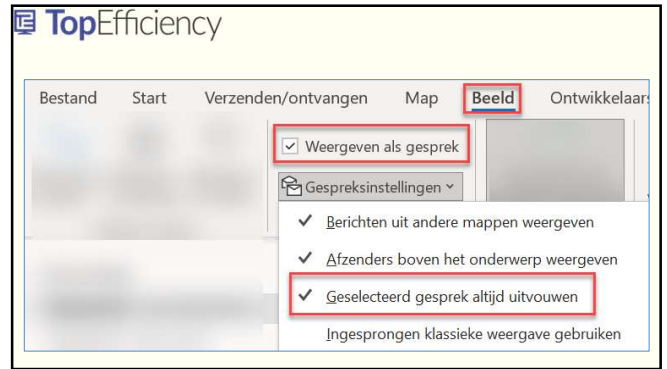 TopEfficiency
Bestand Start Verzenden/ontvangen Map Beeld Ontwikkelaars
Weergeven als gesprek
Gespreksinstellingen
Berichten uit andere mappen weergeven
Afzenders boven het onderwerp weergeven
Geselecteerd gesprek altijd uitvouwen
Ingesprongen klassieke weergave gebruiken